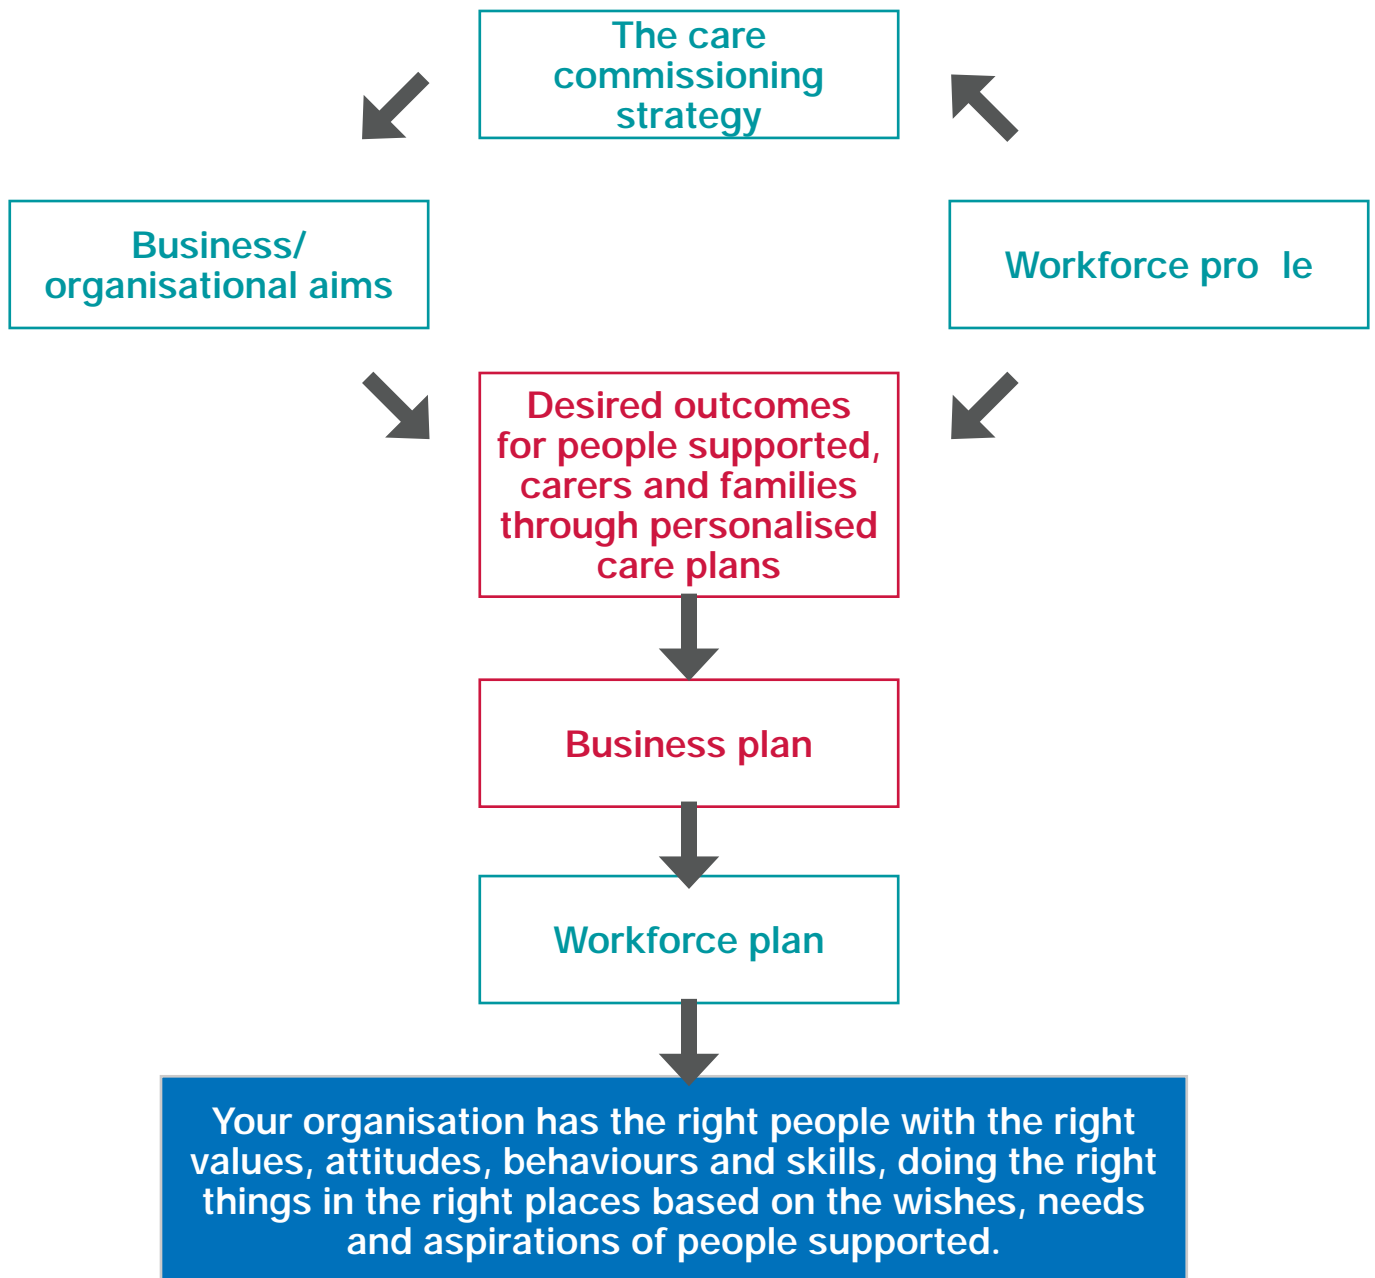 The care
commissioning
strategy
Business/
organisational aims
Workforce pro le
Desired outcomes
for people supported,
carers and families
through personalised
care plans
Business plan
Workforce plan
Your organisation has the right people with the right
values, attitudes, behaviours and skills, doing the right
things in the right places based on the wishes, needs
and aspirations of people supported.